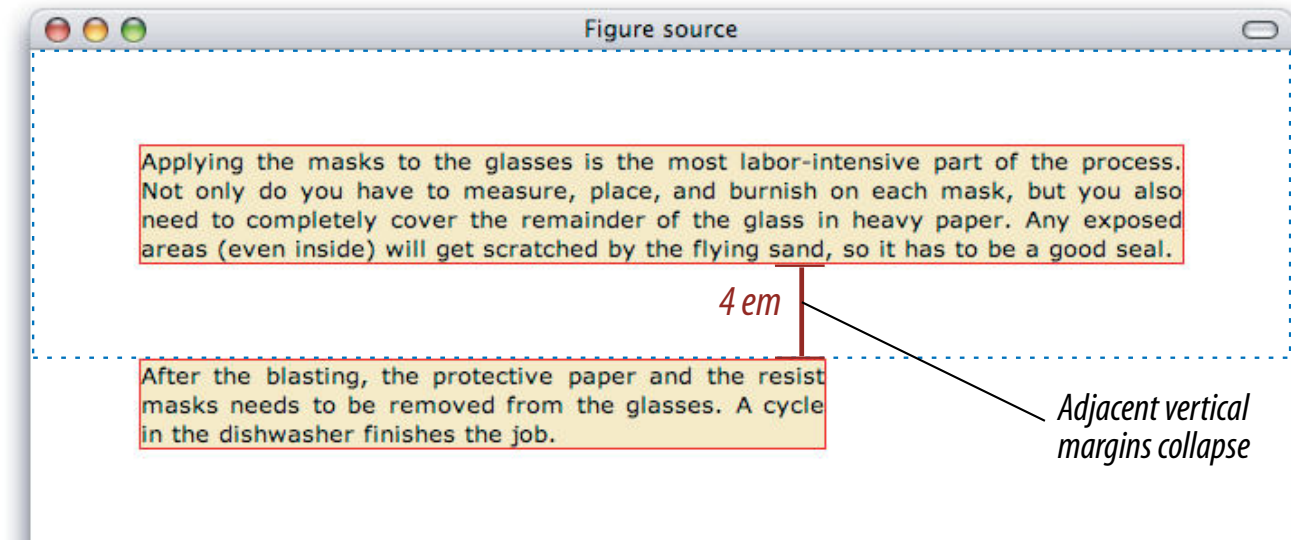 Figure source
Applying the masks to the glasses is the most labor-intensive part of the process.
Not only do you have to measure, place, and burnish on each mask, but you also
need to completely cover the remainder of the glass in heavy paper. Any exposed
areas (even inside) will get scratched by the flying sand, so it has to be a good seal.
4 em
After the blasting, the protective paper and the resist
masks needs to be removed from the glasses. A cycle
in the dishwasher finishes the job.
Adjacent vertical
margins collapse